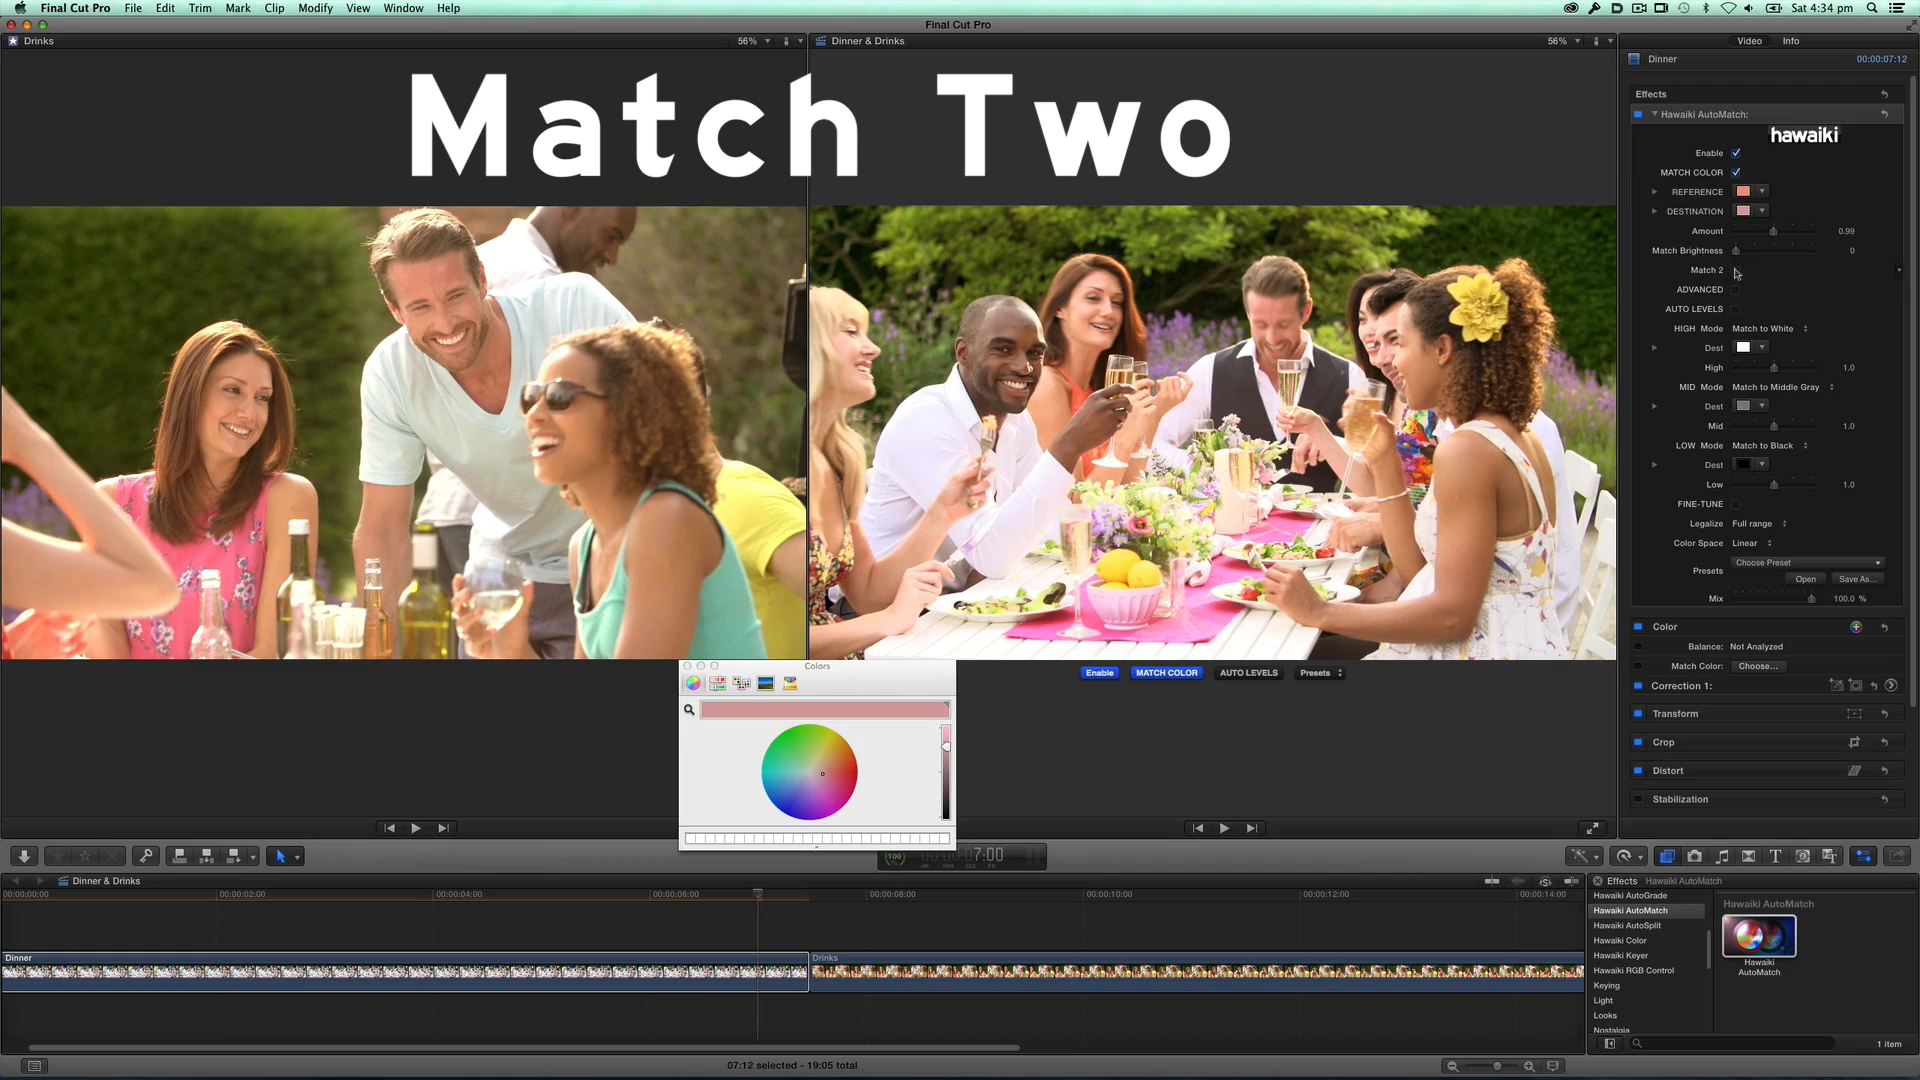 Final Cut Pro File Edit Trim Mark Clip Modify View Window Help Sat 4:34 pm
Final Cut Pro
Drinks 56% Dinner & Drinks 56% Video Info
Dinner 00:00:07:12
Match Two
Effects
Hawaiki AutoMatch:
hawaiki
Enable
MATCH COLOR
REFERENCE
DESTINATION
Amount 0.99
Match Brightness 0
Match 2
ADVANCED
AUTO LEVELS
HIGH Mode Match to White
Dest
High 1.0
MID Mode Match to Middle Gray
Dest
Mid 1.0
LOW Mode Match to Black
Dest
Low 1.0
FINE-TUNE
Legalize Full range
Color Space Linear
Presets Choose Preset
Open Save As...
Mix 100.0 %
Color
Balance: Not Analyzed
Match Color: Choose...
Correction 1:
Transform
Crop
Distort
Stabilization
Colors
Enable MATCH COLOR AUTO LEVELS Presets
100 7:00
Dinner & Drinks
00:00:00:00 00:00:02:00 00:00:04:00 00:00:06:00 00:00:08:00 00:00:10:00 00:00:12:00 00:00:14:00
Dinner Drinks
Effects Hawaiki AutoMatch
Hawaiki AutoGrade
Hawaiki AutoMatch
Hawaiki AutoSplit
Hawaiki Color
Hawaiki Keyer
Hawaiki RGB Control
Keying
Light
Looks
Nostalgia
Hawaiki AutoMatch
Hawaiki
AutoMatch
1 item
07:12 selected - 19:05 total